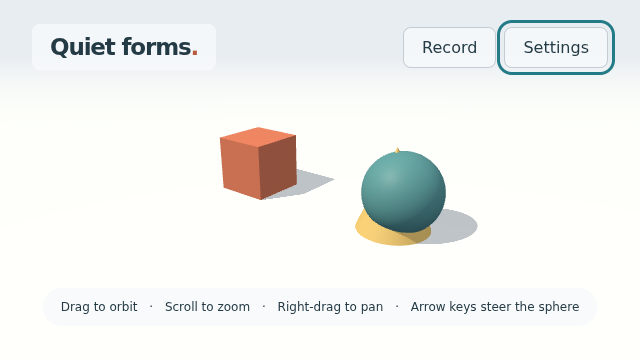 Quiet forms.
Record
Settings
Drag to orbit · Scroll to zoom · Right-drag to pan · Arrow keys steer the sphere